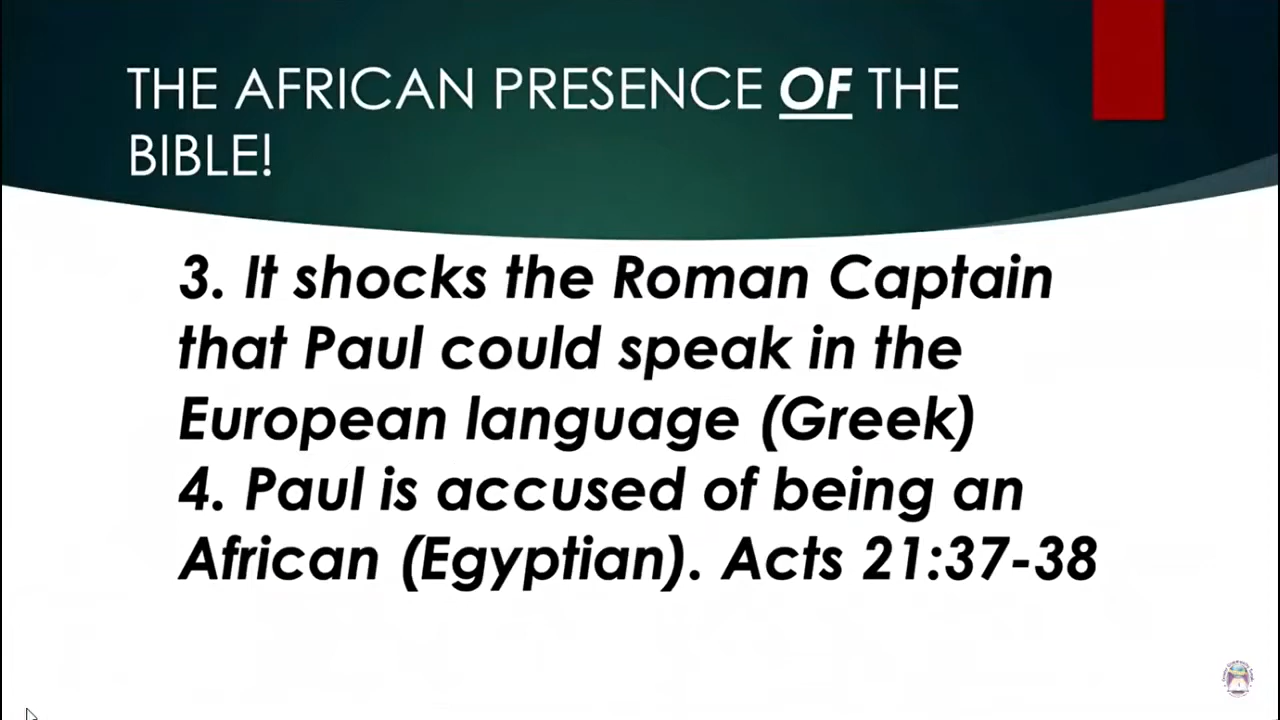 THE AFRICAN PRESENCE OF THE
BIBLE!
3. It shocks the Roman Captain
that Paul could speak in the
European language (Greek)
4. Paul is accused of being an
African (Egyptian). Acts 21:37-38